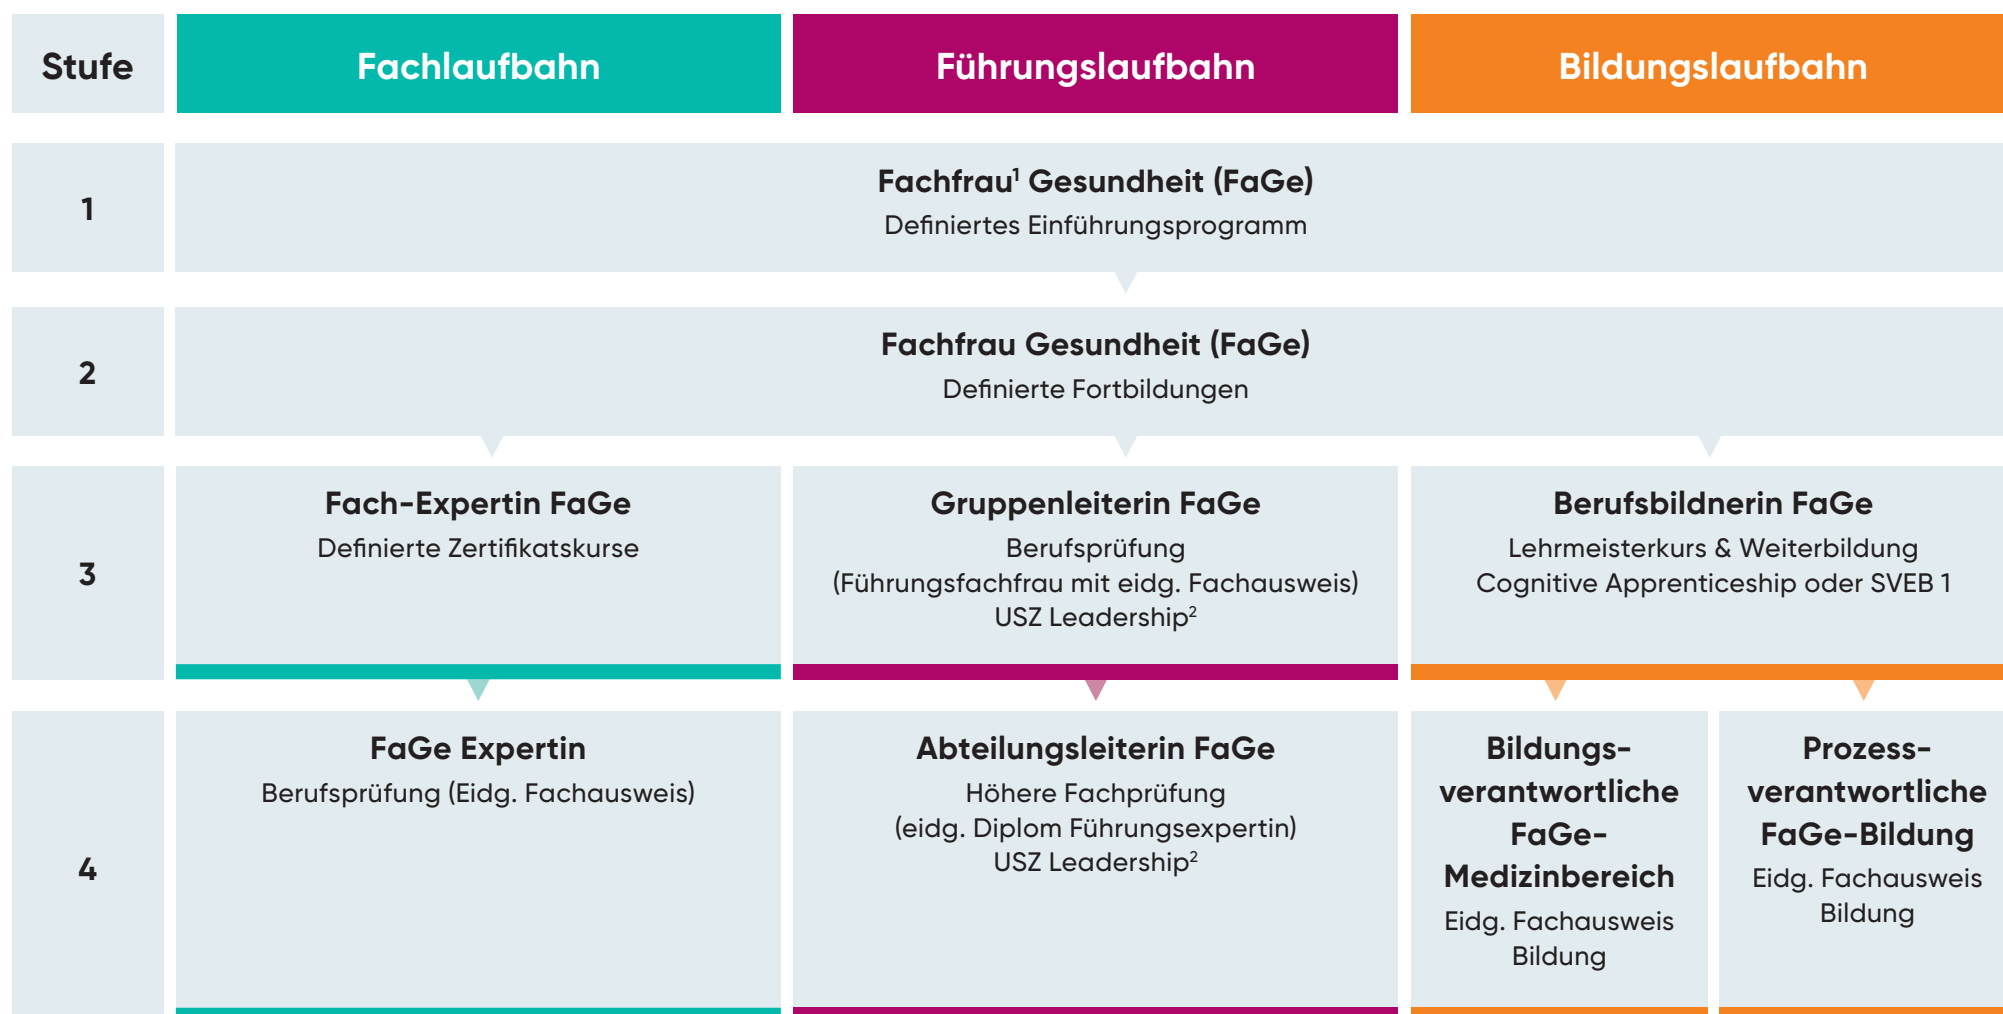 Stufe
Fachlaufbahn
Führungslaufbahn
Bildungslaufbahn
1
Fachfrau¹ Gesundheit (FaGe)
Definiertes Einführungsprogramm
2
Fachfrau Gesundheit (FaGe)
Definierte Fortbildungen
3
Fach-Expertin FaGe
Definierte Zertifikatskurse
Gruppenleiterin FaGe
Berufsprüfung
(Führungsfachfrau mit eidg. Fachausweis)
USZ Leadership²
Berufsbildnerin FaGe
Lehrmeisterkurs & Weiterbildung
Cognitive Apprenticeship oder SVEB 1
4
FaGe Expertin
Berufsprüfung (Eidg. Fachausweis)
Abteilungsleiterin FaGe
Höhere Fachprüfung
(eidg. Diplom Führungsexpertin)
USZ Leadership²
Bildungs-
verantwortliche
FaGe-
Medizinbereich
Eidg. Fachausweis
Bildung
Prozess-
verantwortliche
FaGe-Bildung
Eidg. Fachausweis
Bildung